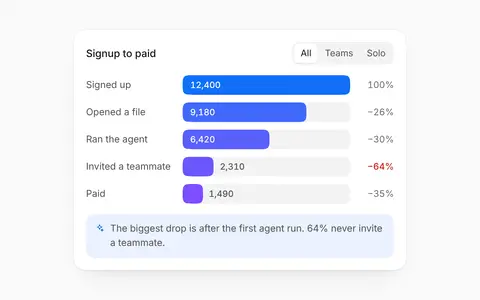 Signup to paid
All Teams Solo
Signed up 12,400 100%
Opened a file 9,180 −26%
Ran the agent 6,420 −30%
Invited a teammate 2,310 −64%
Paid 1,490 −35%
The biggest drop is after the first agent run. 64% never invite
a teammate.